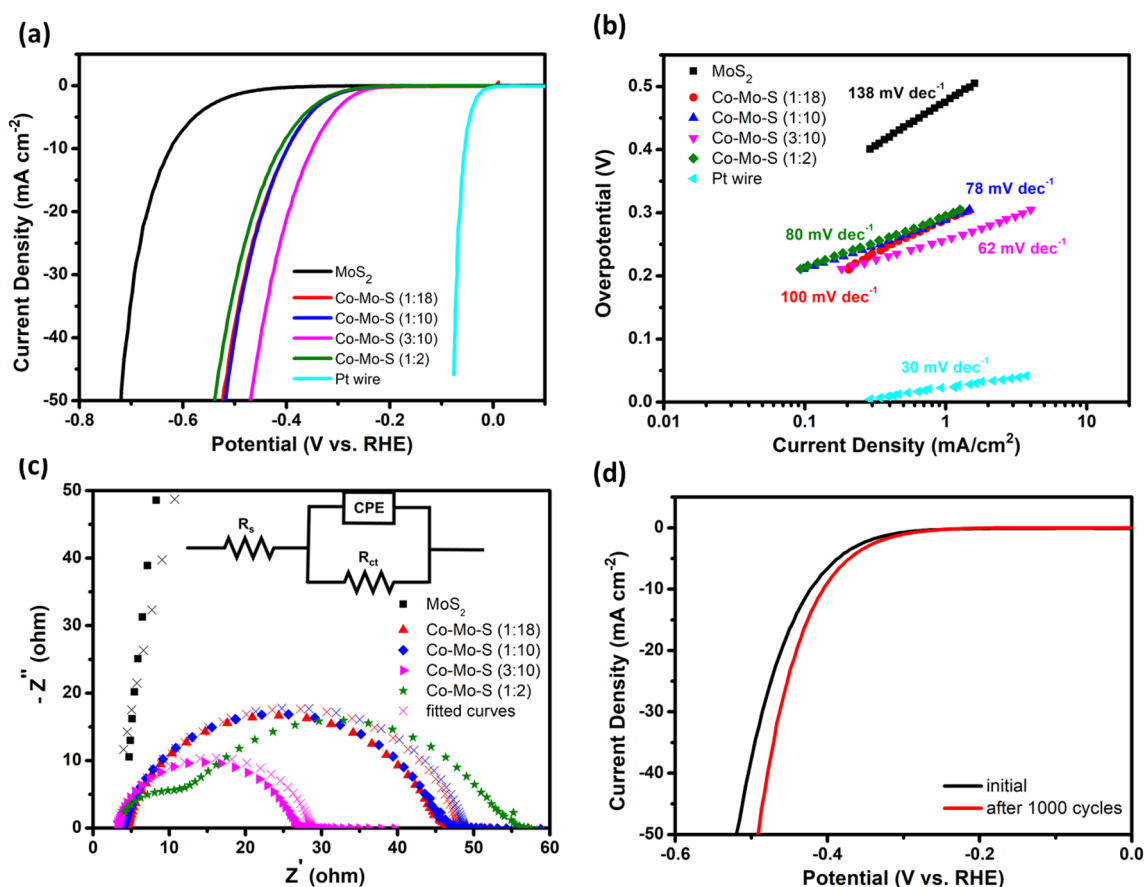 (a)
0
-10
-20
-30
-40
-50
Current Density (mA cm⁻²)
MoS₂
Co-Mo-S (1:18)
Co-Mo-S (1:10)
Co-Mo-S (3:10)
Co-Mo-S (1:2)
Pt wire
-0.8 -0.6 -0.4 -0.2 0.0
Potential (V vs. RHE)
(b)
0.5
0.4
0.3
0.2
0.1
0.0
Overpotential (V)
MoS₂
Co-Mo-S (1:18)
Co-Mo-S (1:10)
Co-Mo-S (3:10)
Co-Mo-S (1:2)
Pt wire
138 mV dec⁻¹
78 mV dec⁻¹
80 mV dec⁻¹
62 mV dec⁻¹
100 mV dec⁻¹
30 mV dec⁻¹
0.01 0.1 1 10
Current Density (mA/cm²)
(c)
50
40
30
20
10
0
- Z'' (ohm)
Rₛ
CPE
R꜀ₜ
MoS₂
Co-Mo-S (1:18)
Co-Mo-S (1:10)
Co-Mo-S (3:10)
Co-Mo-S (1:2)
fitted curves
0 10 20 30 40 50 60
Z' (ohm)
(d)
0
-10
-20
-30
-40
-50
Current Density (mA cm⁻²)
initial
after 1000 cycles
-0.6 -0.4 -0.2 0.0
Potential (V vs. RHE)